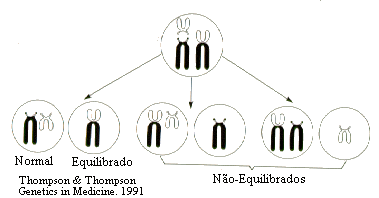 Normal Equilibrado
Não-Equilibrados
Thompson & Thompson
Genetics in Medicine. 1991